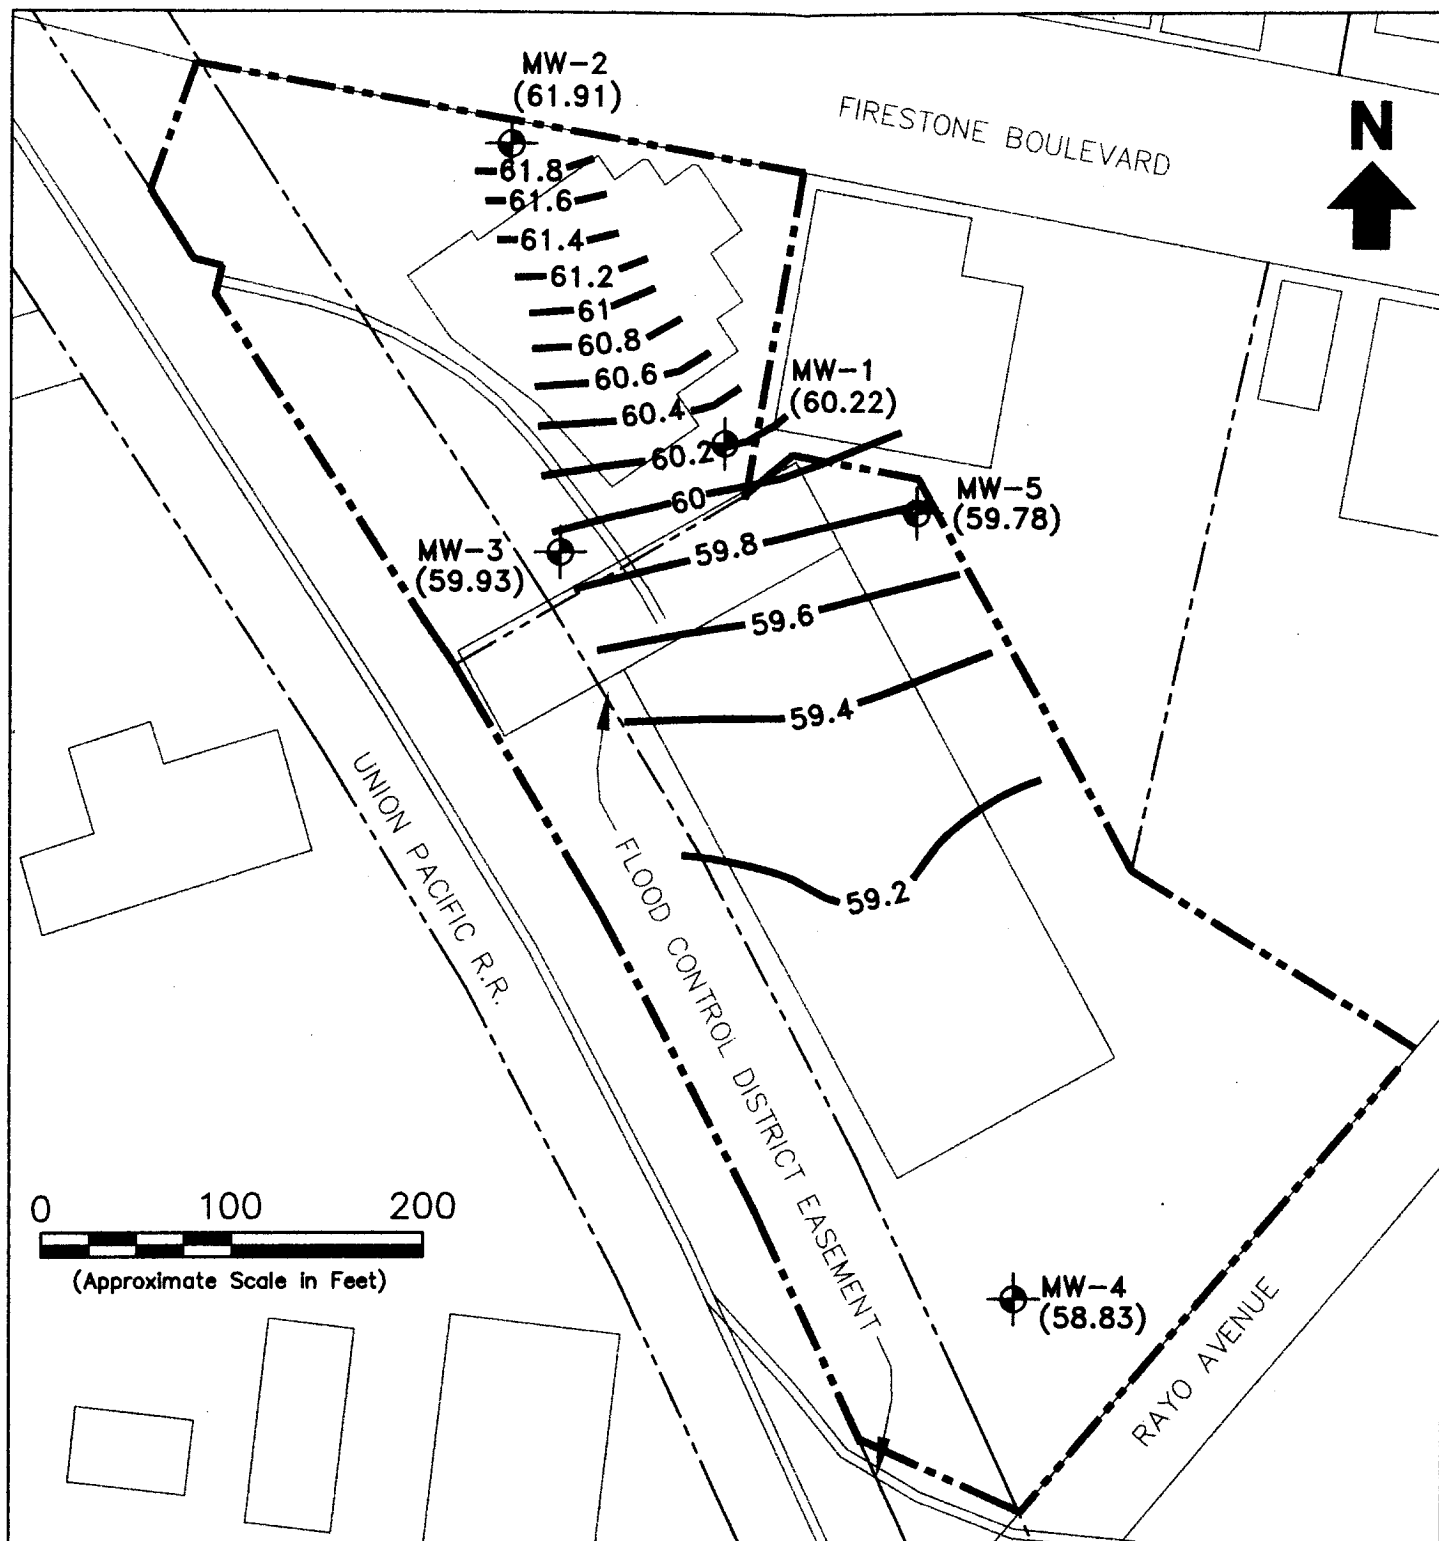 MW-2
(61.91)
FIRESTONE BOULEVARD
N
61.8
61.6
61.4
61.2
61
60.8
60.6
60.4
MW-1
(60.22)
60.2
60
MW-5
(59.78)
MW-3
(59.93)
59.8
59.6
59.4
59.2
UNION PACIFIC R.R.
FLOOD CONTROL DISTRICT EASEMENT
0 100 200
(Approximate Scale in Feet)
MW-4
(58.83)
RAYO AVENUE